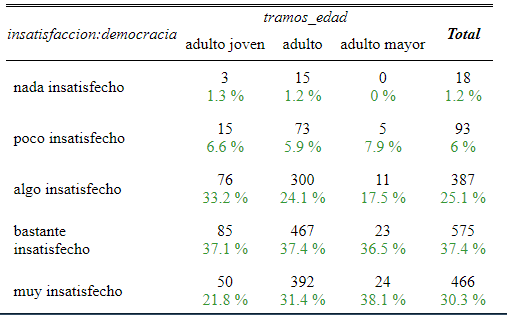 tramos_edad
insatisfaccion:democracia Total
adulto joven adulto adulto mayor
nada insatisfecho 3 15 0 18
1.3 % 1.2 % 0 % 1.2 %
poco insatisfecho 15 73 5 93
6.6 % 5.9 % 7.9 % 6 %
algo insatisfecho 76 300 11 387
33.2 % 24.1 % 17.5 % 25.1 %
bastante insatisfecho 85 467 23 575
37.1 % 37.4 % 36.5 % 37.4 %
muy insatisfecho 50 392 24 466
21.8 % 31.4 % 38.1 % 30.3 %